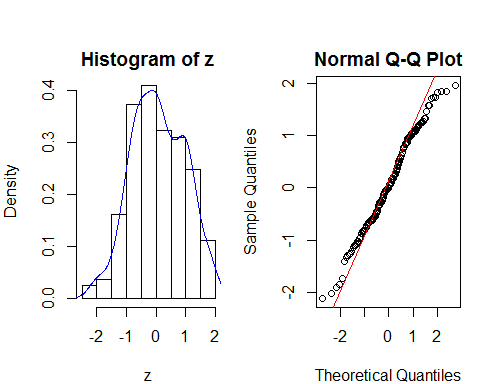 Histogram of z
Density
0.0 0.1 0.2 0.3 0.4
-2 -1 0 1 2
z
Normal Q-Q Plot
Sample Quantiles
-2 -1 0 1 2
-2 0 1 2
Theoretical Quantiles